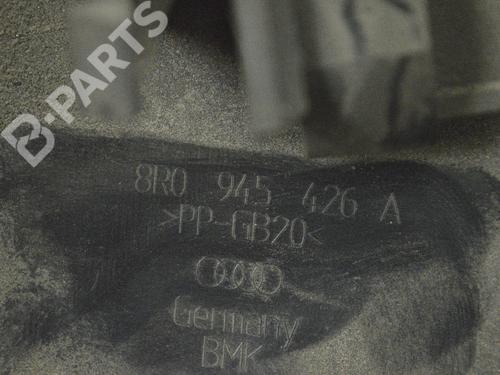 B-PARTS
8R0 945 426 A
>PP-GB20<
Germany
BMK